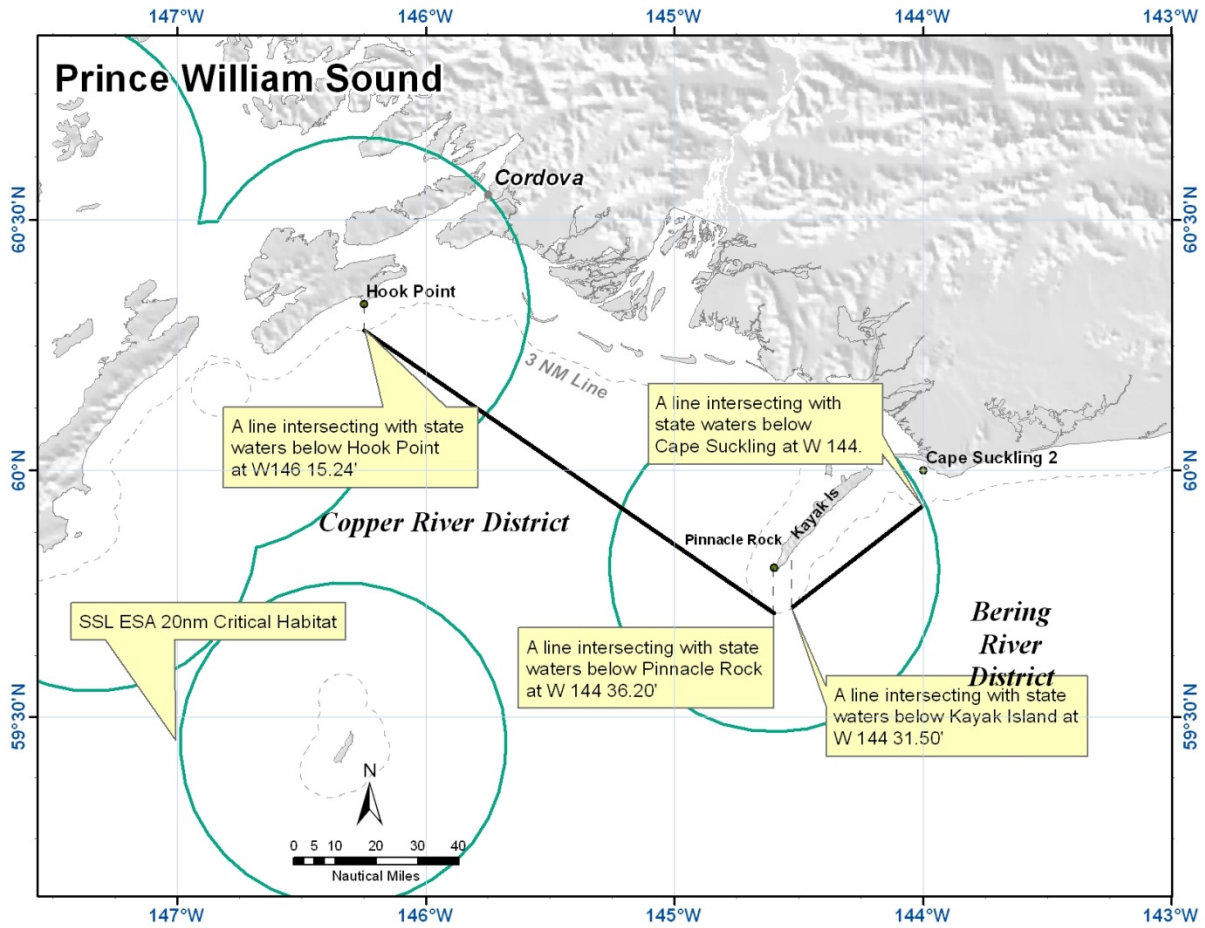 147°W
146°W
145°W
144°W
143°W
Prince William Sound
Cordova
60°30'N
60°30'N
Hook Point
3 NM Line
A line intersecting with
state waters below
Cape Suckling at W 144.
A line intersecting with state
waters below Hook Point
at W146 15.24'
Cape Suckling 2
60°N
60°N
Kayak Is
Copper River District
Pinnacle Rock
SSL ESA 20nm Critical Habitat
Bering
River
District
A line intersecting with state
waters below Pinnacle Rock
at W 144 36.20'
A line intersecting with state
waters below Kayak Island at
W 144 31.50'
59°30'N
59°30'N
N
0 5 10 20 30 40
Nautical Miles
147°W
146°W
145°W
144°W
143°W